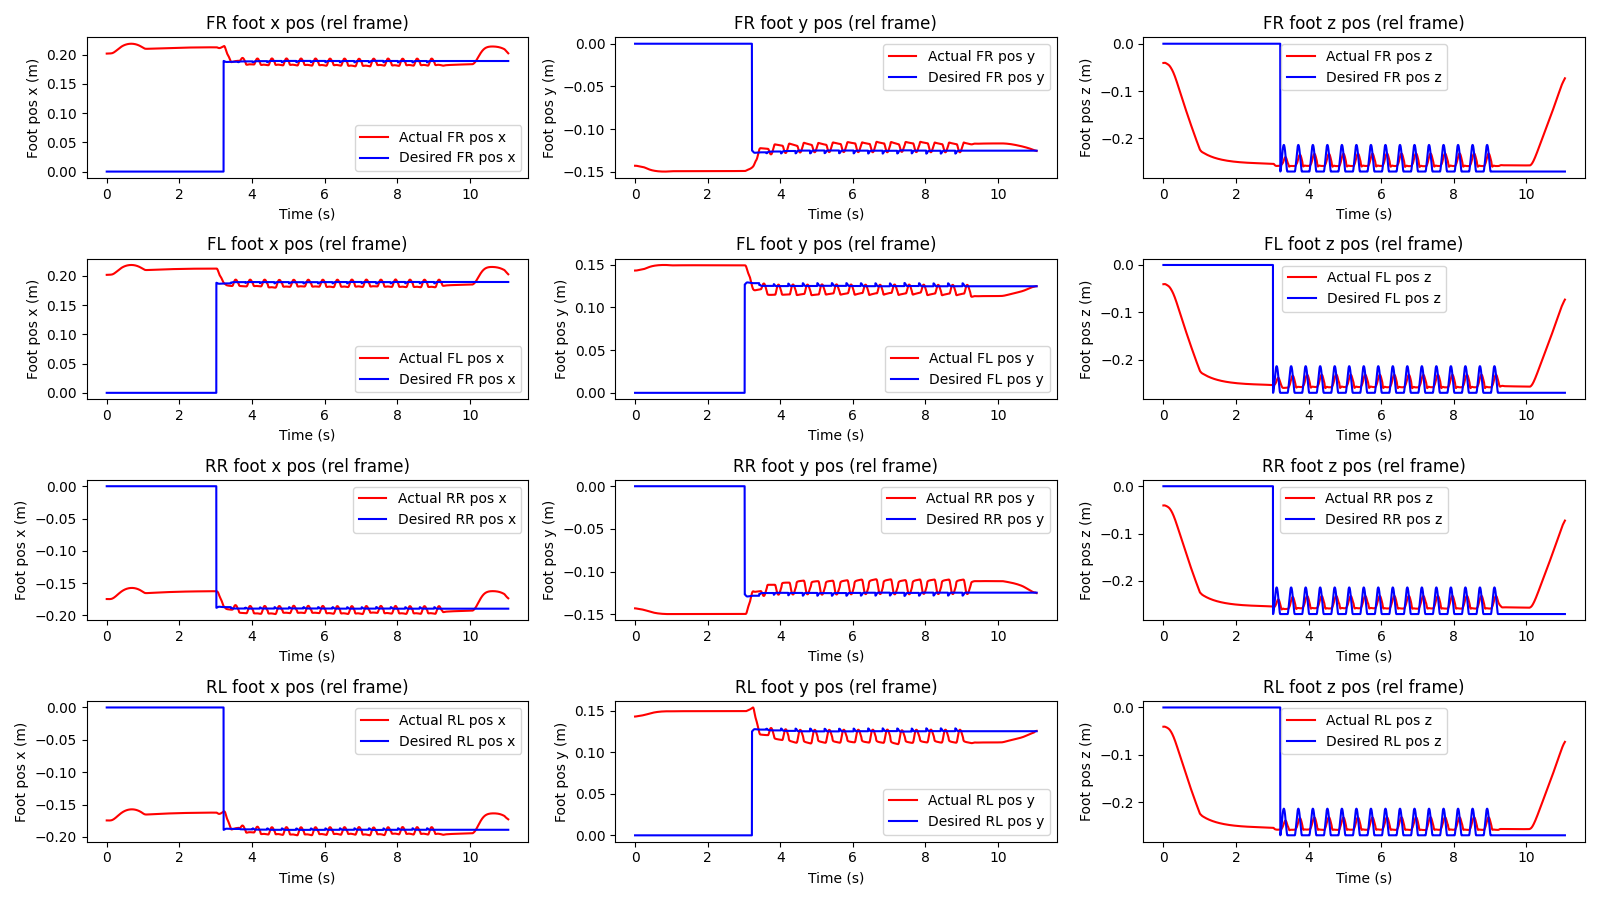 FR foot x pos (rel frame)
Foot pos x (m)
0.20
0.15
0.10
0.05
0.00
Actual FR pos x
Desired FR pos x
0 2 4 6 8 10
Time (s)
FR foot y pos (rel frame)
Foot pos y (m)
0.00
−0.05
−0.10
−0.15
Actual FR pos y
Desired FR pos y
0 2 4 6 8 10
Time (s)
FR foot z pos (rel frame)
Foot pos z (m)
0.0
−0.1
−0.2
Actual FR pos z
Desired FR pos z
0 2 4 6 8 10
Time (s)
FL foot x pos (rel frame)
Foot pos x (m)
0.20
0.15
0.10
0.05
0.00
Actual FL pos x
Desired FR pos x
0 2 4 6 8 10
Time (s)
FL foot y pos (rel frame)
Foot pos y (m)
0.15
0.10
0.05
0.00
Actual FL pos y
Desired FL pos y
0 2 4 6 8 10
Time (s)
FL foot z pos (rel frame)
Foot pos z (m)
0.0
−0.1
−0.2
Actual FL pos z
Desired FL pos z
0 2 4 6 8 10
Time (s)
RR foot x pos (rel frame)
Foot pos x (m)
0.00
−0.05
−0.10
−0.15
−0.20
Actual RR pos x
Desired RR pos x
0 2 4 6 8 10
Time (s)
RR foot y pos (rel frame)
Foot pos y (m)
0.00
−0.05
−0.10
−0.15
Actual RR pos y
Desired RR pos y
0 2 4 6 8 10
Time (s)
RR foot z pos (rel frame)
Foot pos z (m)
0.0
−0.1
−0.2
Actual RR pos z
Desired RR pos z
0 2 4 6 8 10
Time (s)
RL foot x pos (rel frame)
Foot pos x (m)
0.00
−0.05
−0.10
−0.15
−0.20
Actual RL pos x
Desired RL pos x
0 2 4 6 8 10
Time (s)
RL foot y pos (rel frame)
Foot pos y (m)
0.15
0.10
0.05
0.00
Actual RL pos y
Desired RL pos y
0 2 4 6 8 10
Time (s)
RL foot z pos (rel frame)
Foot pos z (m)
0.0
−0.1
−0.2
Actual RL pos z
Desired RL pos z
0 2 4 6 8 10
Time (s)